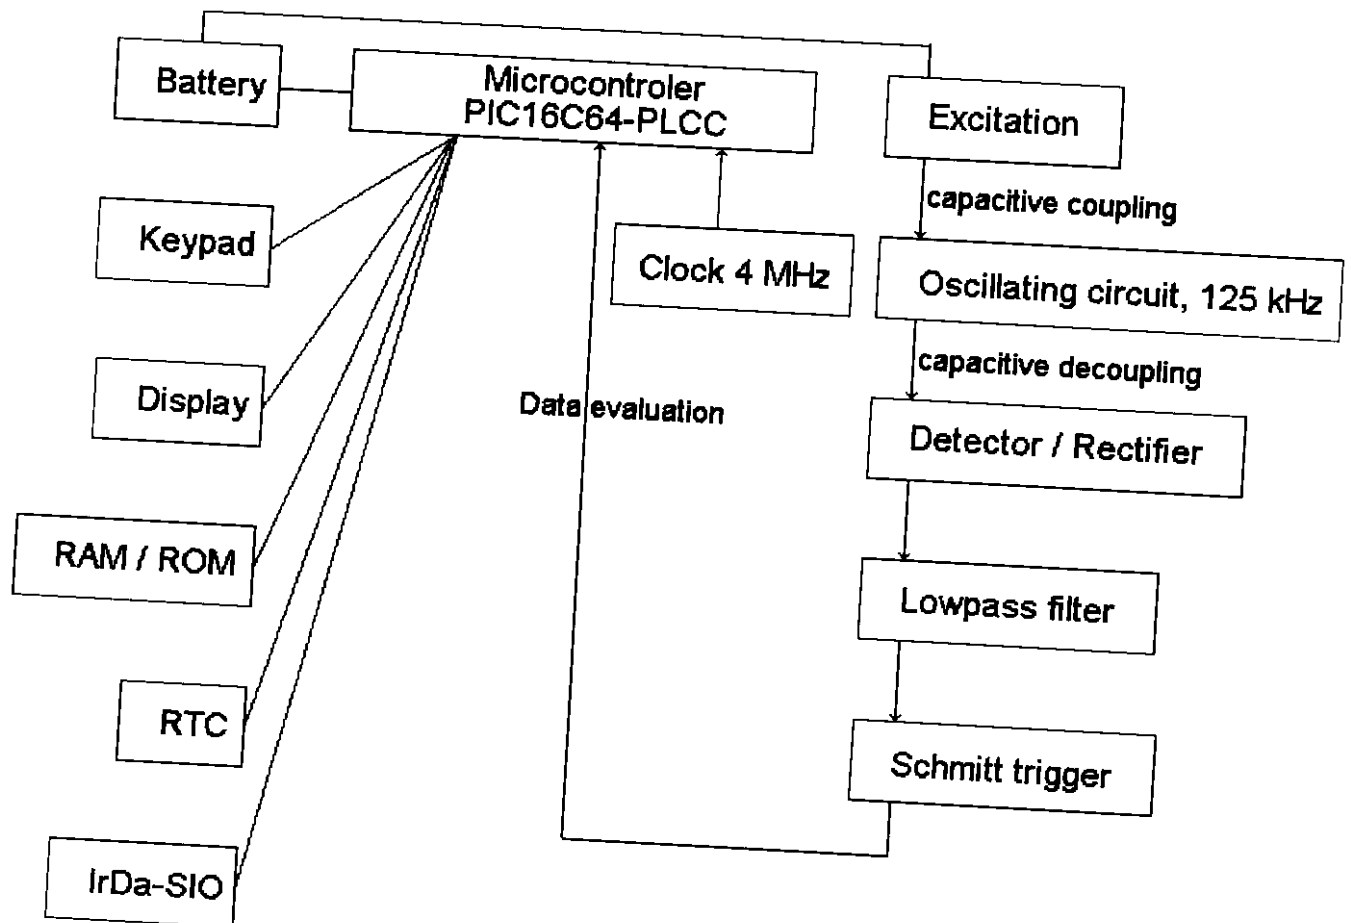 Battery
Microcontroler
PIC16C64-PLCC
Excitation
capacitive coupling
Keypad
Clock 4 MHz
Oscillating circuit, 125 kHz
capacitive decoupling
Display
Data evaluation
Detector / Rectifier
RAM / ROM
Lowpass filter
RTC
Schmitt trigger
IrDa-SIO